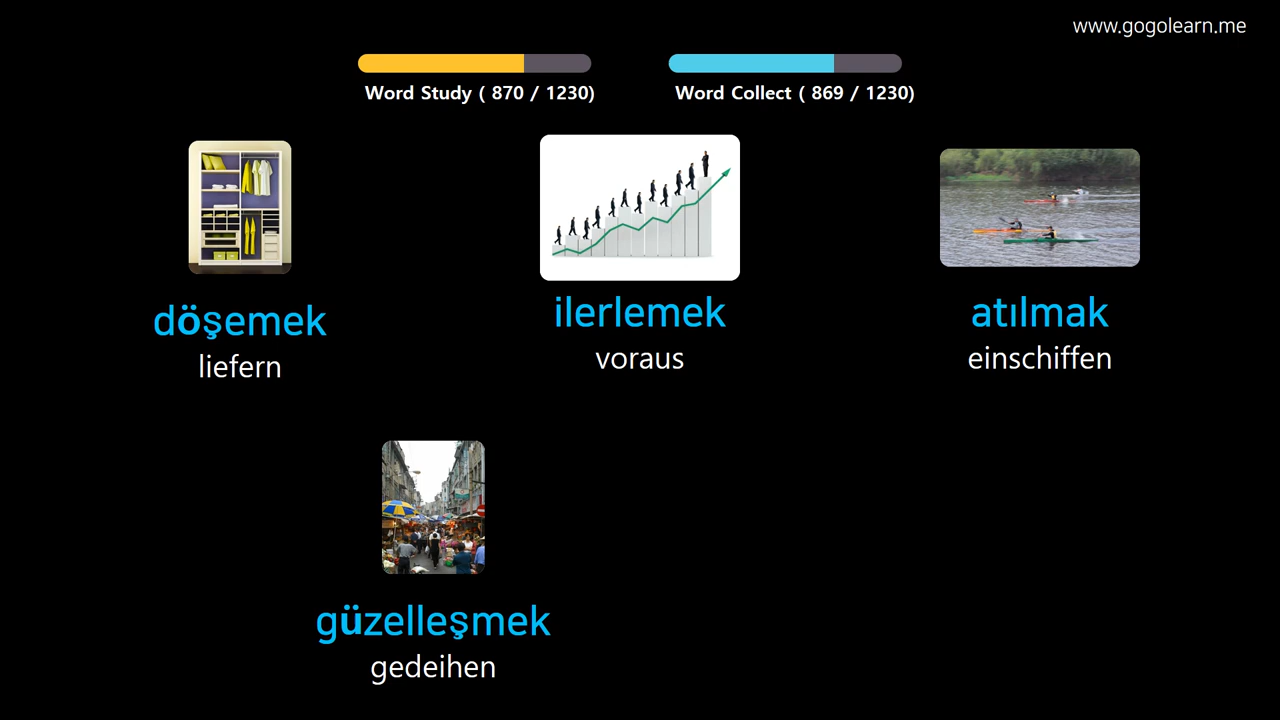 www.gogolearn.me
Word Study ( 870 / 1230)
Word Collect ( 869 / 1230)
döşemek
liefern
ilerlemek
voraus
atılmak
einschiffen
güzelleşmek
gedeihen